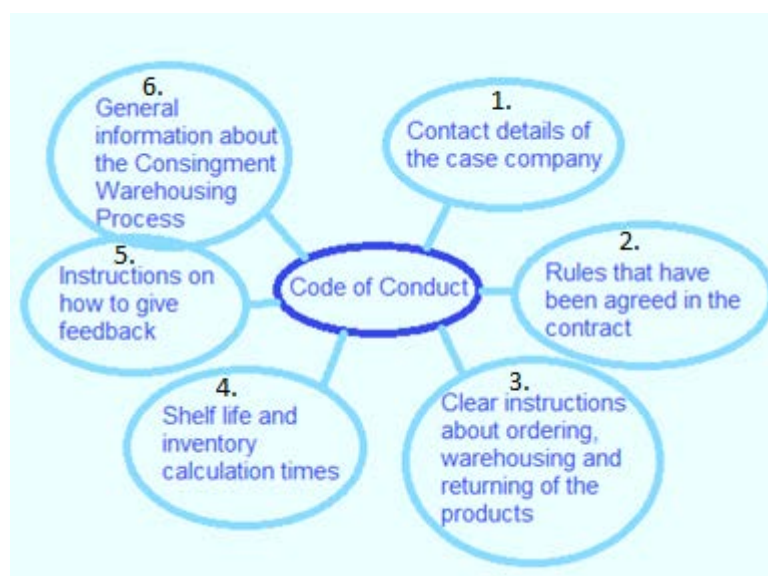 Code of Conduct
1.
Contact details of
the case company
2.
Rules that have
been agreed in the
contract
3.
Clear instructions
about ordering,
warehousing and
returning of the
products
4.
Shelf life and
inventory
calculation times
5.
Instructions on
how to give
feedback
6.
General
information about
the Consingment
Warehousing
Process